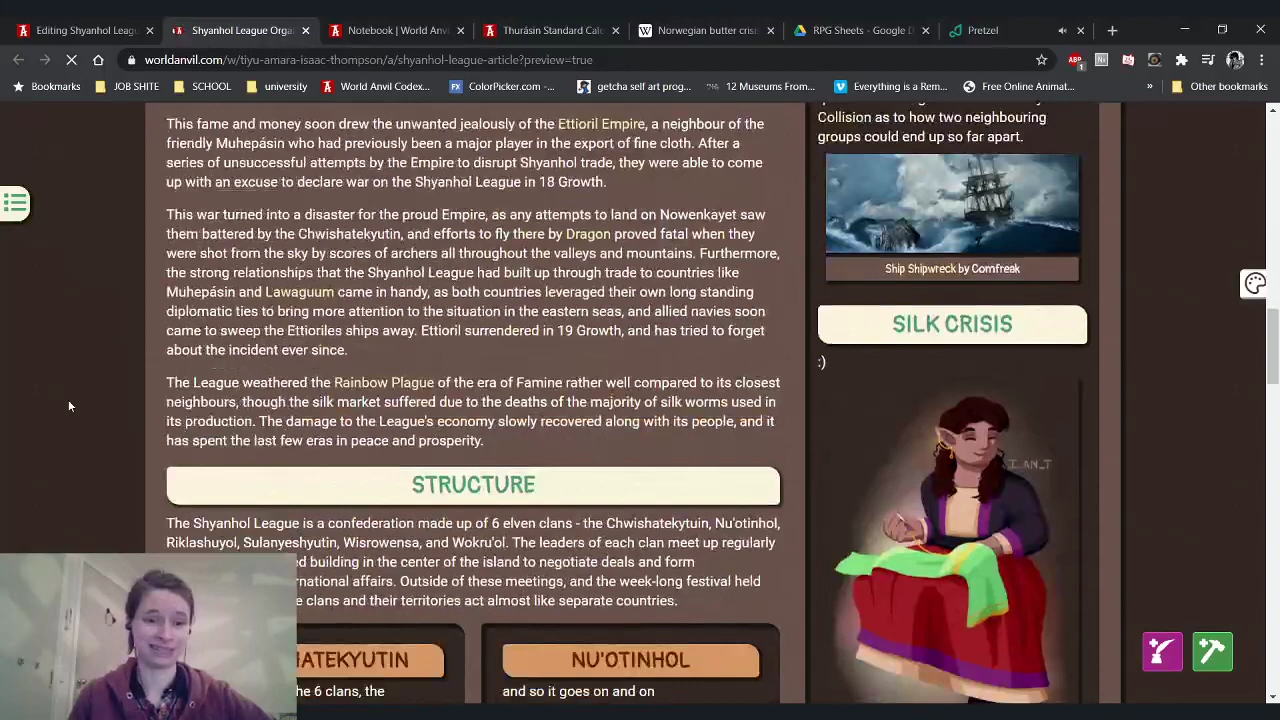 Editing Shyanhol Leagu
Shyanhol League Orga
Notebook | World Anvi
Thurásin Standard Cal
Norwegian butter cris
RPG Sheets - Google D
Pretzel
worldanvil.com/w/tiyu-amara-isaac-thompson/a/shyanhol-league-article?preview=true
Bookmarks
JOB SHITE
SCHOOL
university
World Anvil Codex...
ColorPicker.com -...
getcha self art prog...
12 Museums From...
Everything is a Rem...
Free Online Animat...
»
Other bookmarks
This fame and money soon drew the unwanted jealously of the Ettioril Empire, a neighbour of the
friendly Muhepásin who had previously been a major player in the export of fine cloth. After a
series of unsuccessful attempts by the Empire to disrupt Shyanhol trade, they were able to come
up with an excuse to declare war on the Shyanhol League in 18 Growth.
This war turned into a disaster for the proud Empire, as any attempts to land on Nowenkayet saw
them battered by the Chwishatekyutin, and efforts to fly there by Dragon proved fatal when they
were shot from the sky by scores of archers all throughout the valleys and mountains. Furthermore,
the strong relationships that the Shyanhol League had built up through trade to countries like
Muhepásin and Lawaguum came in handy, as both countries leveraged their own long standing
diplomatic ties to bring more attention to the situation in the eastern seas, and allied navies soon
came to sweep the Ettioriles ships away. Ettioril surrendered in 19 Growth, and has tried to forget
about the incident ever since.
The League weathered the Rainbow Plague of the era of Famine rather well compared to its closest
neighbours, though the silk market suffered due to the deaths of the majority of silk worms used in
its production. The damage to the League's economy slowly recovered along with its people, and it
has spent the last few eras in peace and prosperity.
STRUCTURE
The Shyanhol League is a confederation made up of 6 elven clans - the Chwishatekytuin, Nu'otinhol,
Riklashuyol, Sulanyeshyutin, Wisrowensa, and Wokru'ol. The leaders of each clan meet up regularly
d building in the center of the island to negotiate deals and form
rnational affairs. Outside of these meetings, and the week-long festival held
e clans and their territories act almost like separate countries.
HATEKYUTIN
he 6 clans, the
NU'OTINHOL
and so it goes on and on
Collision as to how two neighbouring
groups could end up so far apart.
Ship Shipwreck by Comfreak
SILK CRISIS
:)